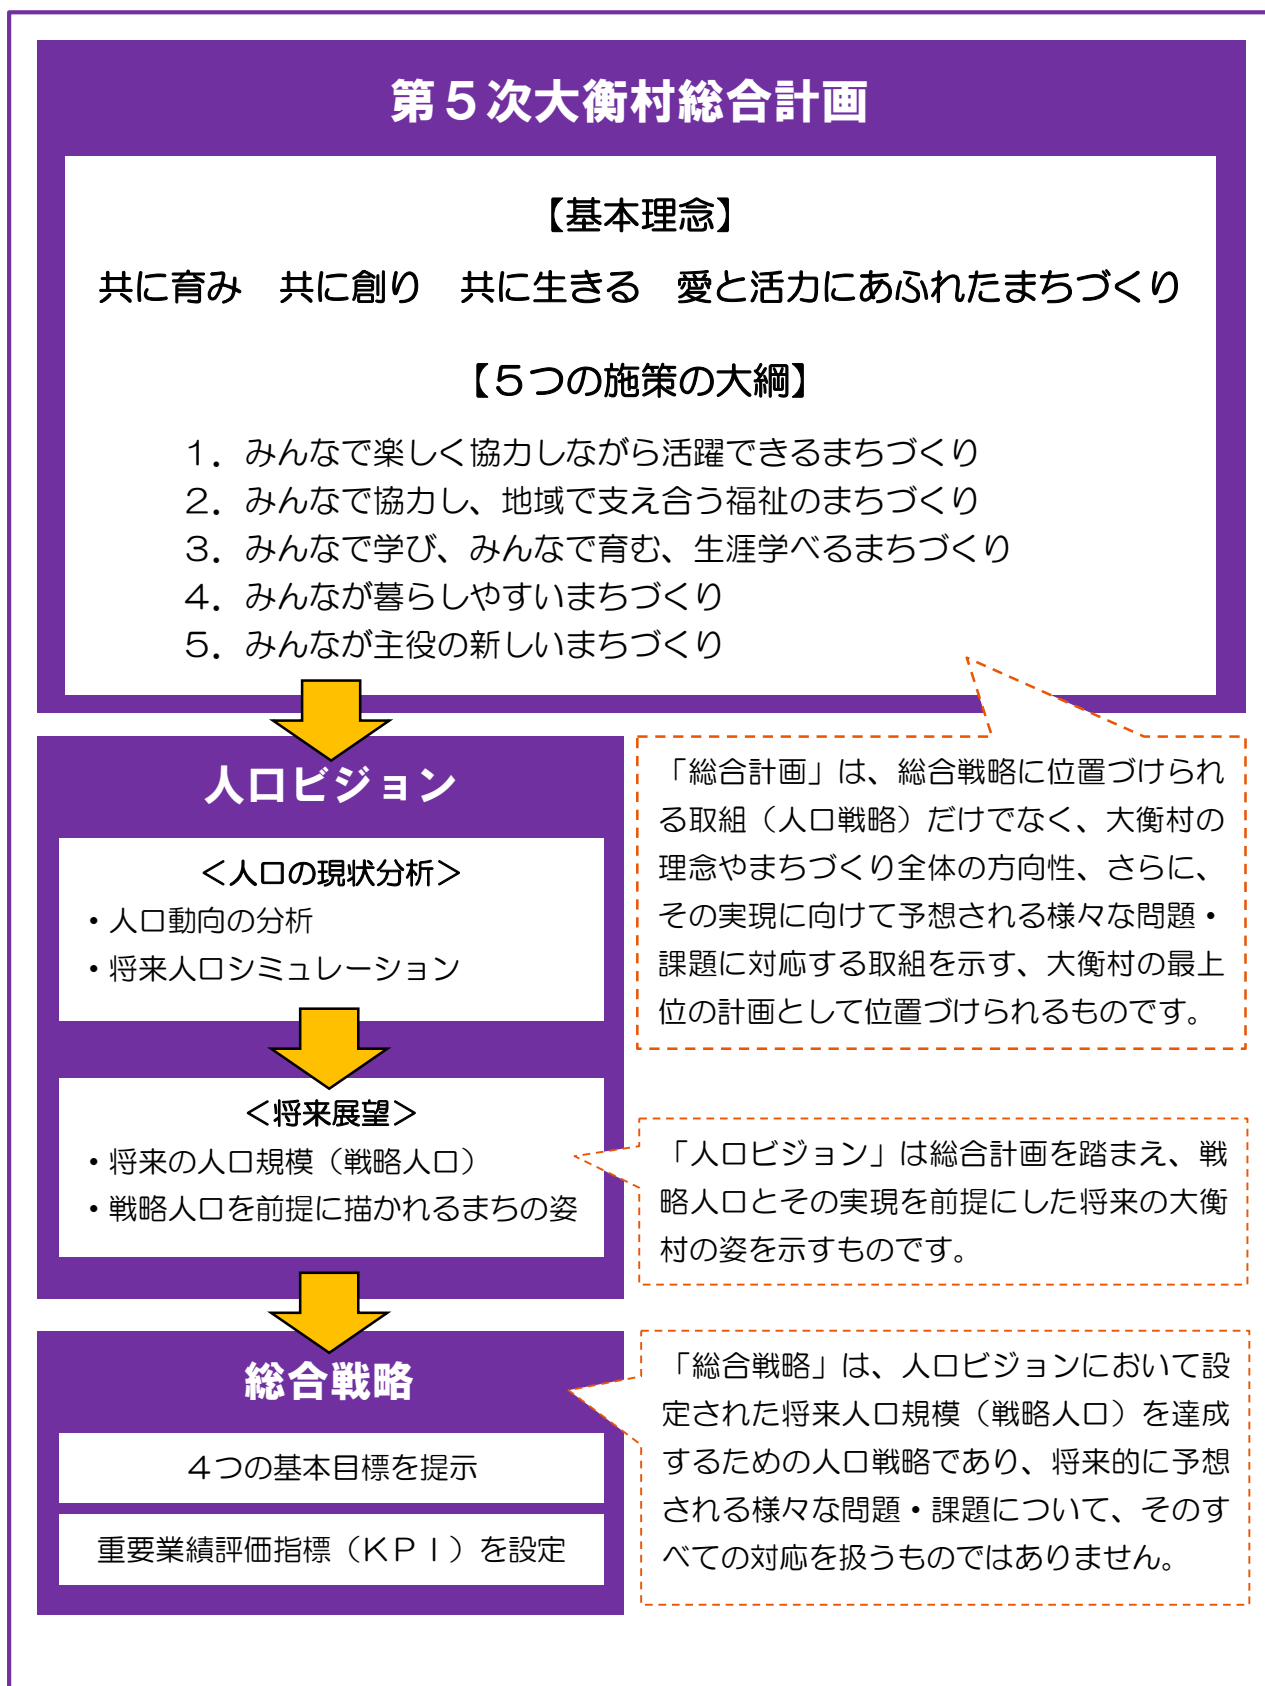 第５次大衡村総合計画
【基本理念】
共に育み　共に創り　共に生きる　愛と活力にあふれたまちづくり
【５つの施策の大綱】
１．みんなで楽しく協力しながら活躍できるまちづくり
２．みんなで協力し、地域で支え合う福祉のまちづくり
３．みんなで学び、みんなで育む、生涯学べるまちづくり
４．みんなが暮らしやすいまちづくり
５．みんなが主役の新しいまちづくり
「総合計画」は、総合戦略に位置づけられ
る取組（人口戦略）だけでなく、大衡村の
理念やまちづくり全体の方向性、さらに、
その実現に向けて予想される様々な問題・
課題に対応する取組を示す、大衡村の最上
位の計画として位置づけられるものです。
人口ビジョン
＜人口の現状分析＞
・人口動向の分析
・将来人口シミュレーション
＜将来展望＞
・将来の人口規模（戦略人口）
・戦略人口を前提に描かれるまちの姿
「人口ビジョン」は総合計画を踏まえ、戦
略人口とその実現を前提にした将来の大衡
村の姿を示すものです。
総合戦略
４つの基本目標を提示
重要業績評価指標（ＫＰＩ）を設定
「総合戦略」は、人口ビジョンにおいて設
定された将来人口規模（戦略人口）を達成
するための人口戦略であり、将来的に予想
される様々な問題・課題について、そのす
べての対応を扱うものではありません。